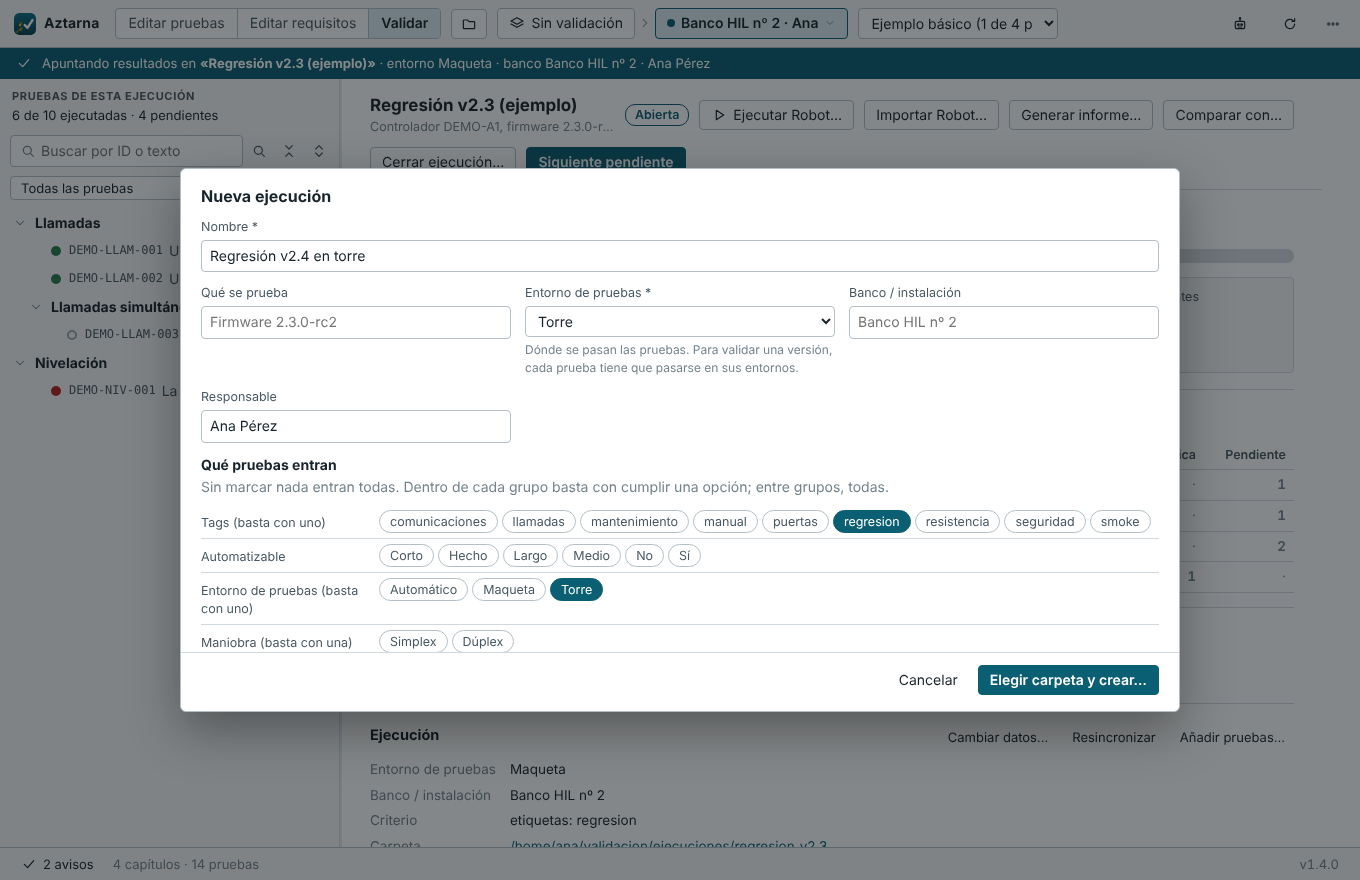 Aztarna
Editar pruebas
Editar requisitos
Validar
Sin validación
Banco HIL nº 2 · Ana
Ejemplo básico (1 de 4 p
Apuntando resultados en «Regresión v2.3 (ejemplo)» · entorno Maqueta · banco Banco HIL nº 2 · Ana Pérez
PRUEBAS DE ESTA EJECUCIÓN
6 de 10 ejecutadas · 4 pendientes
Buscar por ID o texto
Todas las pruebas
Llamadas
DEMO-LLAM-001 U
DEMO-LLAM-002 U
Llamadas simultán
DEMO-LLAM-003
Nivelación
DEMO-NIV-001 La
Regresión v2.3 (ejemplo)
Controlador DEMO-A1, firmware 2.3.0-r...
Abierta
Ejecutar Robot...
Importar Robot...
Generar informe...
Comparar con...
Cerrar ejecución...
Siguiente pendiente
Nueva ejecución
Nombre *
Regresión v2.4 en torre
Qué se prueba
Firmware 2.3.0-rc2
Entorno de pruebas *
Torre
Dónde se pasan las pruebas. Para validar una versión,
cada prueba tiene que pasarse en sus entornos.
Banco / instalación
Banco HIL nº 2
Responsable
Ana Pérez
Qué pruebas entran
Sin marcar nada entran todas. Dentro de cada grupo basta con cumplir una opción; entre grupos, todas.
Tags (basta con uno)
comunicaciones
llamadas
mantenimiento
manual
puertas
regresion
resistencia
seguridad
smoke
Automatizable
Corto
Hecho
Largo
Medio
No
Sí
Entorno de pruebas (basta
con uno)
Automático
Maqueta
Torre
Maniobra (basta con una)
Simplex
Dúplex
Cancelar
Elegir carpeta y crear...
tes
ica
Pendiente
· 1
· 1
· 2
1 ·
Ejecución
Cambiar datos...
Resincronizar
Añadir pruebas...
Entorno de pruebas
Maqueta
Banco / instalación
Banco HIL nº 2
Criterio
etiquetas: regresion
Carpeta
/home/ana/validacion/ejecuciones/regresion-v2.3
2 avisos
4 capítulos · 14 pruebas
v1.4.0